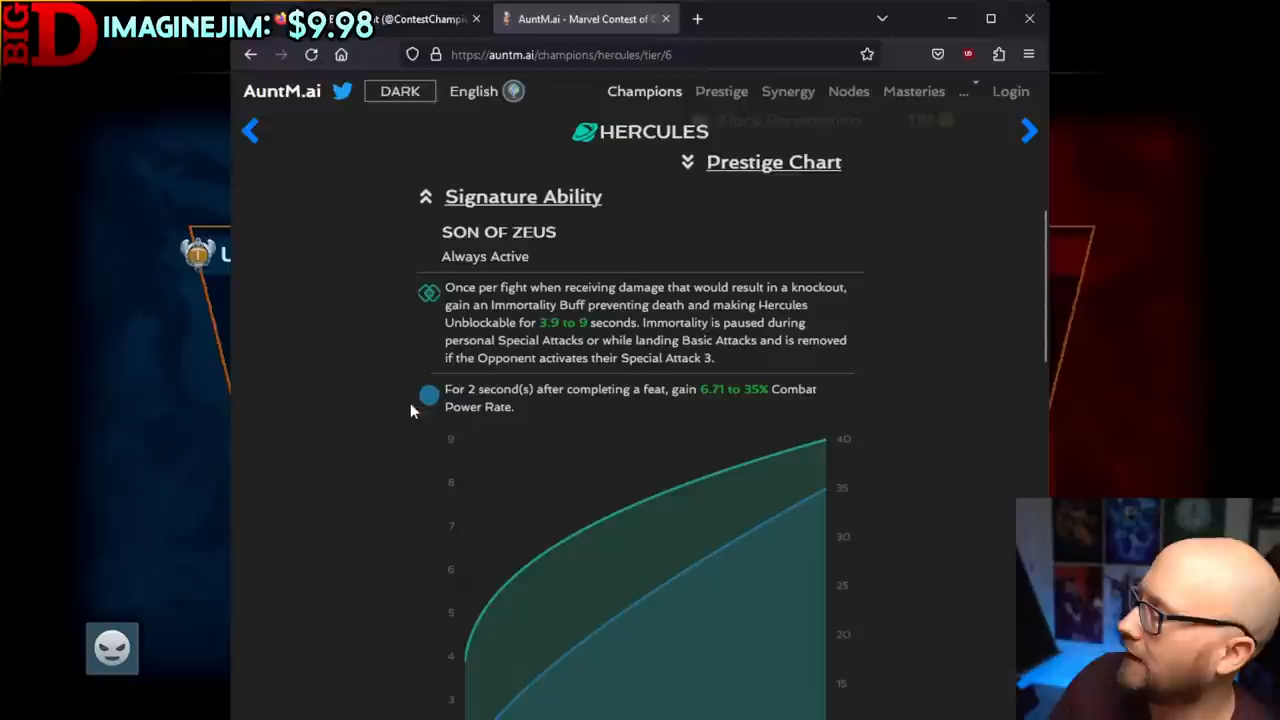 BIG D IMAGINEJIM: $9.98
(@ContestChampi
AuntM.ai - Marvel Contest of C
https://auntm.ai/champions/hercules/tier/6
AuntM.ai DARK English Champions Prestige Synergy Nodes Masteries ... Login
HERCULES
Prestige Chart
Signature Ability
SON OF ZEUS
Always Active
U
Once per fight when receiving damage that would result in a knockout,
gain an Immortality Buff preventing death and making Hercules
Unblockable for 3.9 to 9 seconds. Immortality is paused during
personal Special Attacks or while landing Basic Attacks and is removed
if the Opponent activates their Special Attack 3.
For 2 second(s) after completing a feat, gain 6.71 to 35% Combat
Power Rate.
9 40
8
35
7
30
6
25
5
20
4
15
3